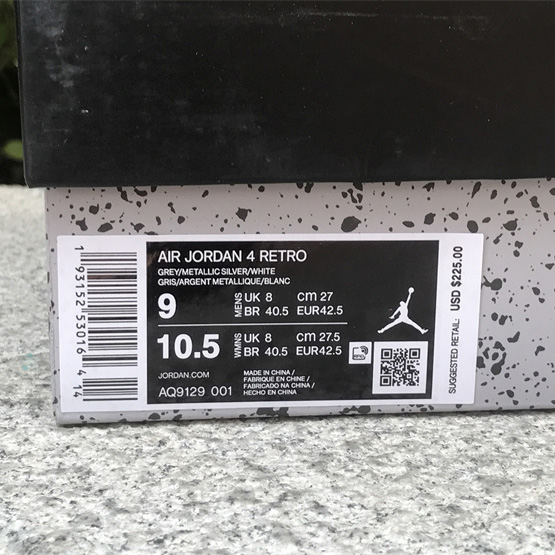 AIR JORDAN 4 RETRO
GREY/METALLIC SILVER/WHITE
GRIS/ARGENT METALLIQUE/BLANC
9 MENS UK 8 cm 27
BR 40.5 EUR42.5
10.5 WMNS UK 8 cm 27.5
BR 40.5 EUR42.5
JORDAN.COM
AQ9129 001
MADE IN CHINA /
FABRIQUE EN CHINE /
FABRICADO NA CHINA /
HECHO EN CHINA
1 93152 53016 4 14
SUGGESTED RETAIL: USD $225.00